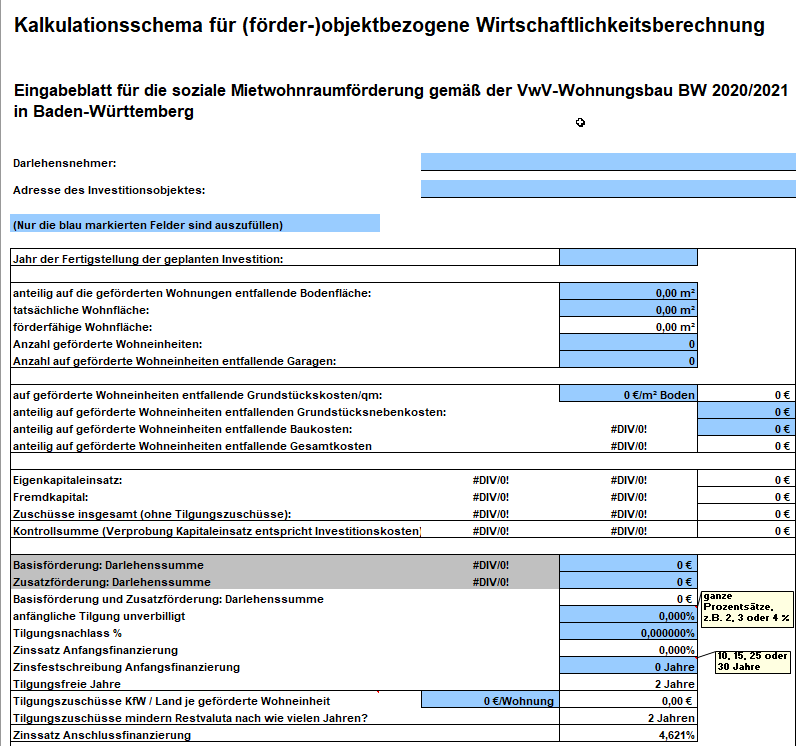 Kalkulationsschema für (förder-)objektbezogene Wirtschaftlichkeitsberechnung
Eingabeblatt für die soziale Mietwohnraumförderung gemäß der VwV-Wohnungsbau BW 2020/2021
in Baden-Württemberg
Darlehensnehmer:
Adresse des Investitionsobjektes:
(Nur die blau markierten Felder sind auszufüllen)
Jahr der Fertigstellung der geplanten Investition:
anteilig auf die geförderten Wohnungen entfallende Bodenfläche: 0,00 m²
tatsächliche Wohnfläche: 0,00 m²
förderfähige Wohnfläche: 0,00 m²
Anzahl geförderte Wohneinheiten: 0
Anzahl auf geförderte Wohneinheiten entfallende Garagen: 0
auf geförderte Wohneinheiten entfallende Grundstückskosten/qm: 0 €/m² Boden 0 €
anteilig auf geförderte Wohneinheiten entfallenden Grundstücksnebenkosten: 0 €
anteilig auf geförderte Wohneinheiten entfallende Baukosten: #DIV/0! 0 €
anteilig auf geförderte Wohneinheiten entfallende Gesamtkosten #DIV/0! 0 €
Eigenkapitaleinsatz: #DIV/0! #DIV/0! 0 €
Fremdkapital: #DIV/0! #DIV/0! 0 €
Zuschüsse insgesamt (ohne Tilgungszuschüsse): #DIV/0! #DIV/0! 0 €
Kontrollsumme (Verprobung Kapitaleinsatz entspricht Investitionskosten) #DIV/0! #DIV/0! 0 €
Basisförderung: Darlehenssumme #DIV/0! 0 €
Zusatzförderung: Darlehenssumme #DIV/0! 0 €
Basisförderung und Zusatzförderung: Darlehenssumme 0 €
ganze
Prozentsätze,
z.B. 2, 3 oder 4 %
anfängliche Tilgung unverbilligt 0,000%
Tilgungsnachlass % 0,000000%
Zinssatz Anfangsfinanzierung 0,000%
10, 15, 25 oder
30 Jahre
Zinsfestschreibung Anfangsfinanzierung 0 Jahre
Tilgungsfreie Jahre 2 Jahre
Tilgungszuschüsse KfW / Land je geförderte Wohneinheit 0 €/Wohnung 0,00 €
Tilgungszuschüsse mindern Restvaluta nach wie vielen Jahren? 2 Jahren
Zinssatz Anschlussfinanzierung 4,621%